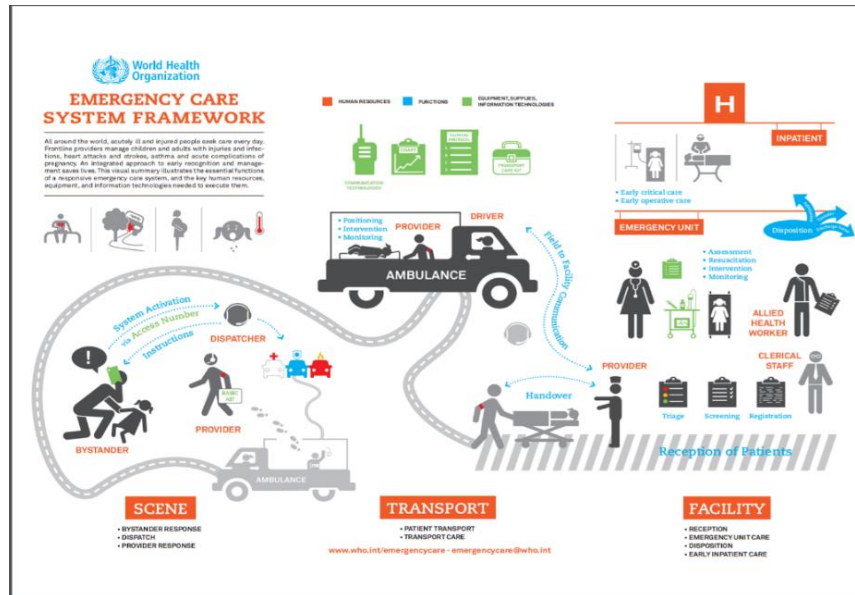 World Health
Organization
EMERGENCY CARE
SYSTEM FRAMEWORK
All around the world, acutely ill and injured people seek care every day.
Frontline providers manage children and adults with injuries and infec-
tions, heart attacks and strokes, asthma and acute complications of
pregnancy. An integrated approach to early recognition and manage-
ment saves lives. This visual summary illustrates the essential functions
of a responsive emergency care system, and the key human resources,
equipment, and information technologies needed to execute them.
HUMAN RESOURCES
FUNCTIONS
EQUIPMENT, SUPPLIES,
INFORMATION TECHNOLOGIES
COMMUNICATION
TECHNOLOGIES
H
INPATIENT
• Early critical care
• Early operative care
EMERGENCY UNIT
Disposition
• Assessment
• Resuscitation
• Intervention
• Monitoring
ALLIED
HEALTH
WORKER
CLERICAL
STAFF
• Positioning
• Intervention
• Monitoring
PROVIDER
DRIVER
AMBULANCE
Field to Facility Communication
System Activation
via Access Number
Instructions
DISPATCHER
BYSTANDER
PROVIDER
BASIC
KIT
AMBULANCE
Handover
PROVIDER
Triage
Screening
Registration
Reception of Patients
SCENE
• BYSTANDER RESPONSE
• DISPATCH
• PROVIDER RESPONSE
TRANSPORT
• PATIENT TRANSPORT
• TRANSPORT CARE
www.who.int/emergencycare - emergencycare@who.int
FACILITY
• RECEPTION
• EMERGENCY UNIT CARE
• DISPOSITION
• EARLY INPATIENT CARE